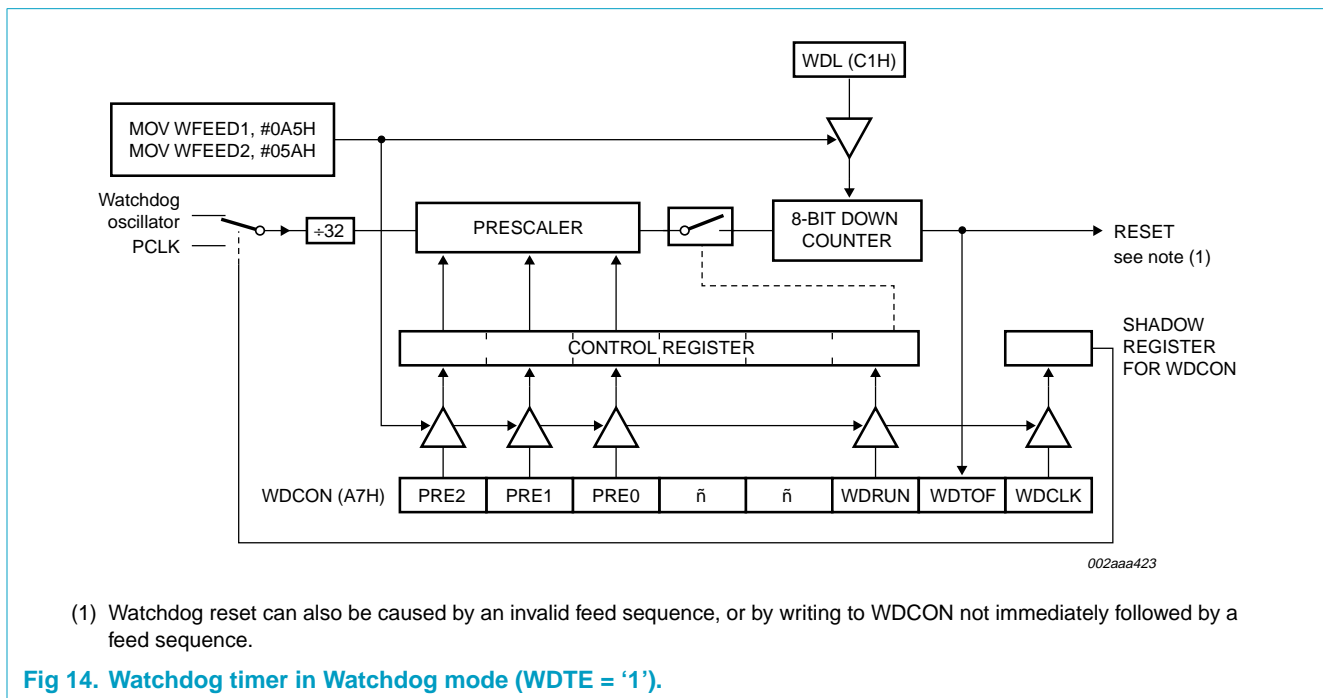 WDL (C1H)
MOV WFEED1, #0A5H
MOV WFEED2, #05AH
Watchdog
oscillator
PCLK
÷32
PRESCALER
8-BIT DOWN
COUNTER
RESET
see note (1)
CONTROL REGISTER
SHADOW
REGISTER
FOR WDCON
WDCON (A7H)
PRE2
PRE1
PRE0
ñ
ñ
WDRUN
WDTOF
WDCLK
002aaa423
(1) Watchdog reset can also be caused by an invalid feed sequence, or by writing to WDCON not immediately followed by a
feed sequence.
Fig 14. Watchdog timer in Watchdog mode (WDTE = ‘1’).